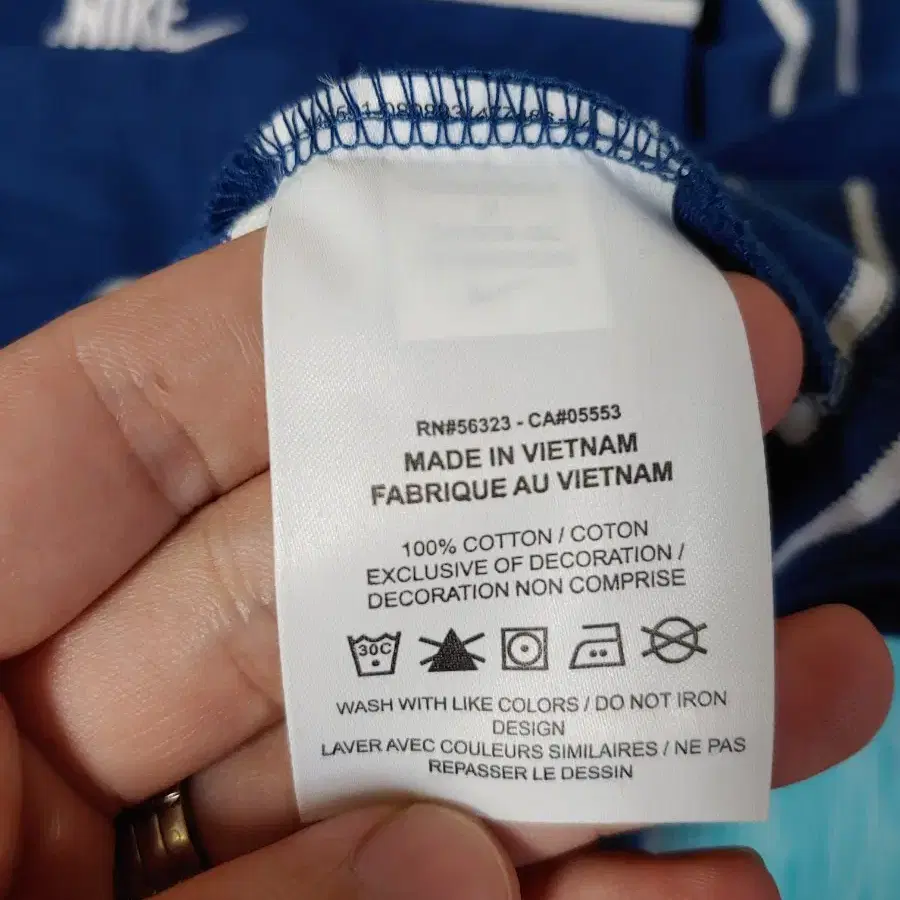 NIKE
RN#56323 - CA#05553
MADE IN VIETNAM
FABRIQUE AU VIETNAM
100% COTTON / COTON
EXCLUSIVE OF DECORATION /
DECORATION NON COMPRISE
30C
WASH WITH LIKE COLORS / DO NOT IRON
DESIGN
LAVER AVEC COULEURS SIMILAIRES / NE PAS
REPASSER LE DESSIN